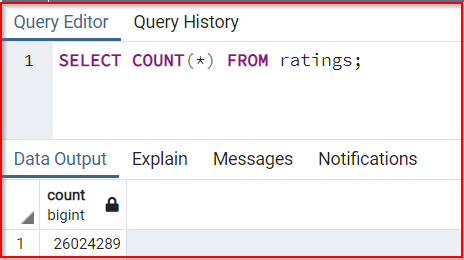 Query Editor Query History
1 SELECT COUNT(*) FROM ratings;
Data Output Explain Messages Notifications
count
bigint
1 26024289